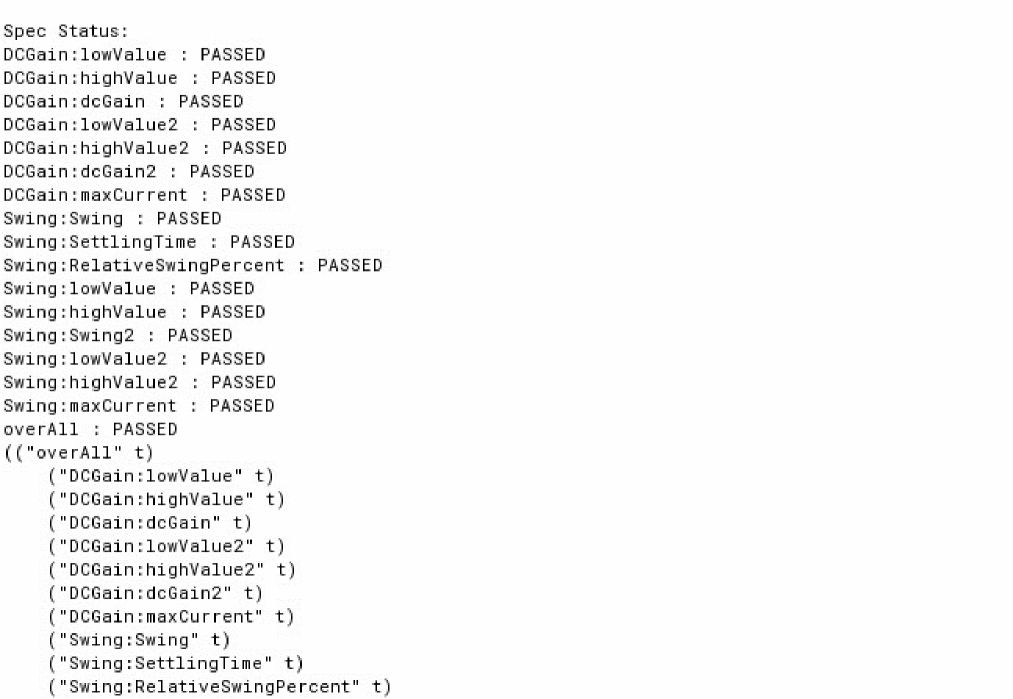 Spec Status:
DCGain:lowValue : PASSED
DCGain:highValue : PASSED
DCGain:dcGain : PASSED
DCGain:lowValue2 : PASSED
DCGain:highValue2 : PASSED
DCGain:dcGain2 : PASSED
DCGain:maxCurrent : PASSED
Swing:Swing : PASSED
Swing:SettlingTime : PASSED
Swing:RelativeSwingPercent : PASSED
Swing:lowValue : PASSED
Swing:highValue : PASSED
Swing:Swing2 : PASSED
Swing:lowValue2 : PASSED
Swing:highValue2 : PASSED
Swing:maxCurrent : PASSED
overAll : PASSED
(("overAll" t)
    ("DCGain:lowValue" t)
    ("DCGain:highValue" t)
    ("DCGain:dcGain" t)
    ("DCGain:lowValue2" t)
    ("DCGain:highValue2" t)
    ("DCGain:dcGain2" t)
    ("DCGain:maxCurrent" t)
    ("Swing:Swing" t)
    ("Swing:SettlingTime" t)
    ("Swing:RelativeSwingPercent" t)